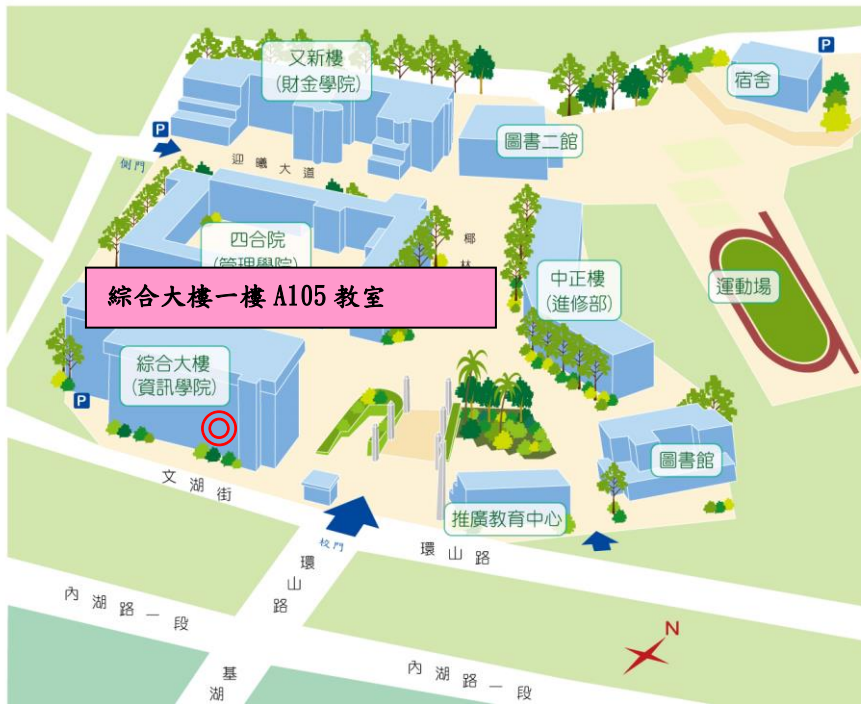 又新樓
(財金學院)
P
宿舍
P
側門
迎曦大道
圖書二館
四合院
(管理學院)
椰林
中正樓
(進修部)
運動場
綜合大樓一樓 A105 教室
綜合大樓
(資訊學院)
P
圖書館
文湖街
推廣教育中心
校門
環山路
環山路
內湖路一段
N
基湖
內湖路一段